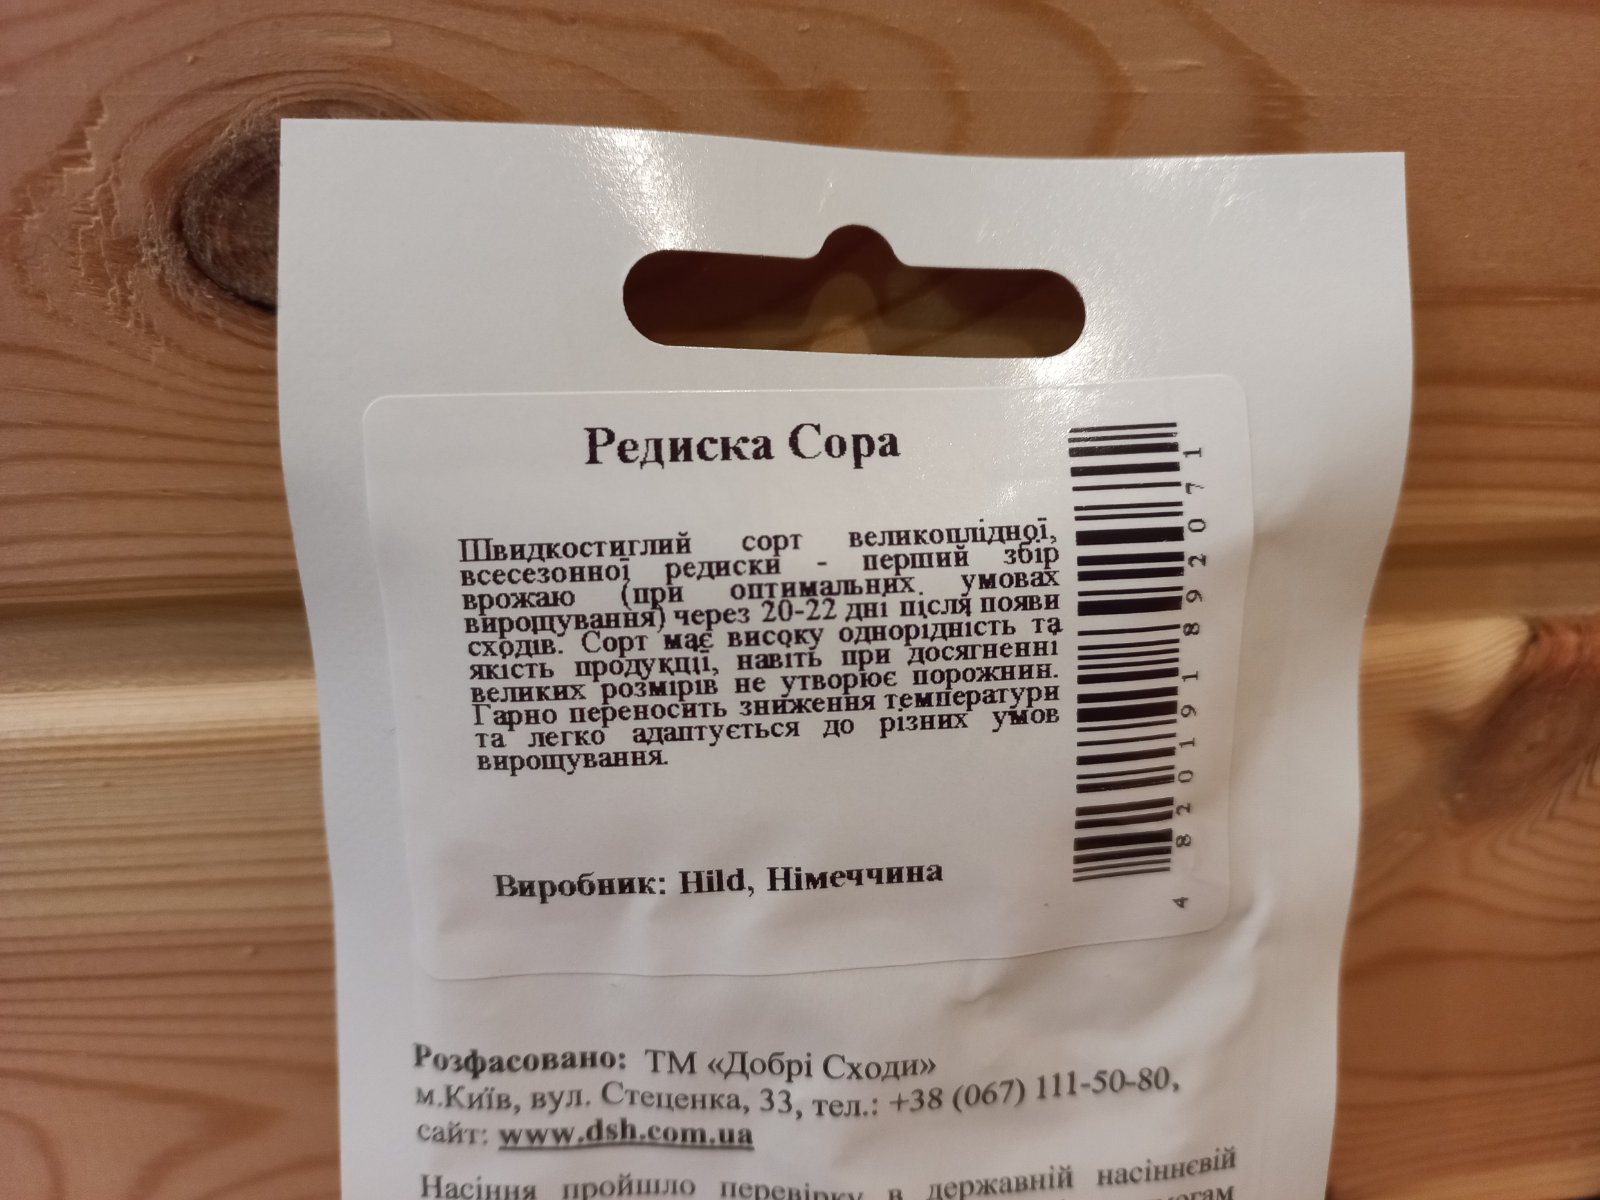 Редиска Сора
Швидкостиглий сорт великоплідної,
всесезонної редиски - перший збір
врожаю (при оптимальних умовах
вирощування) через 20-22 дні після появи
сходів. Сорт має високу однорідність та
якість продукції, навіть при досягненні
великих розмірів не утворює порожнин.
Гарно переносить зниження температури
та легко адаптується до різних умов
вирощування.
Виробник: Hild, Німеччина
4 820191 892071
Розфасовано: ТМ «Добрі Сходи»
м.Київ, вул. Стеценка, 33, тел.: +38 (067) 111-50-80,
сайт: www.dsh.com.ua
Насіння пройшло перевірку в державній насіннєвій